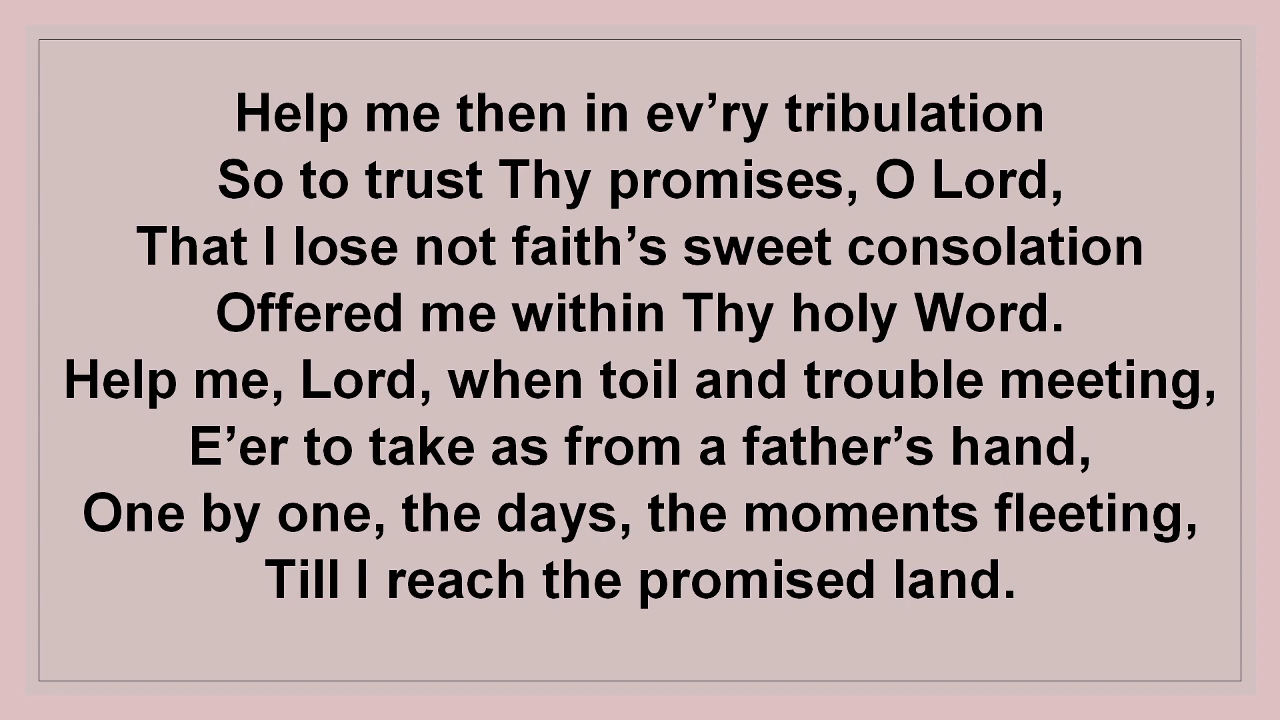 Help me then in ev’ry tribulation
So to trust Thy promises, O Lord,
That I lose not faith’s sweet consolation
Offered me within Thy holy Word.
Help me, Lord, when toil and trouble meeting,
E’er to take as from a father’s hand,
One by one, the days, the moments fleeting,
Till I reach the promised land.